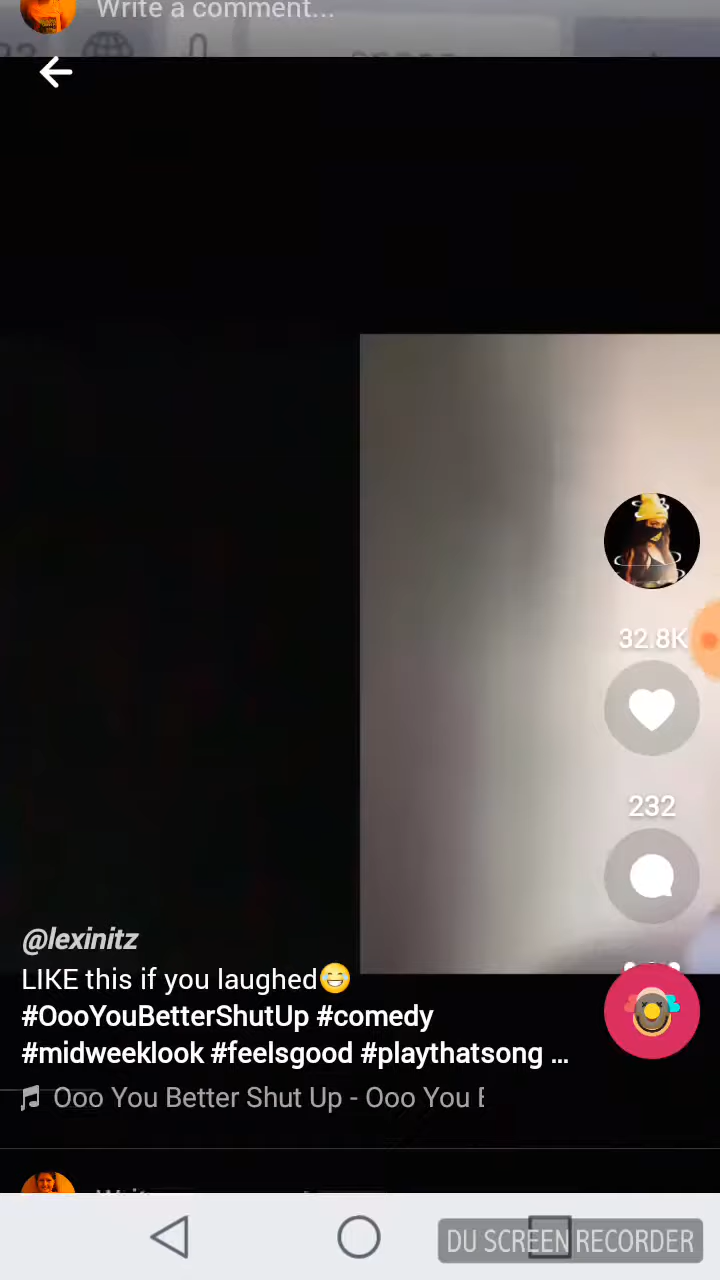 Write a comment...
32.8K
232
@lexinitz
LIKE this if you laughed😂
#OooYouBetterShutUp #comedy
#midweeklook #feelsgood #playthatsong ...
Ooo You Better Shut Up - Ooo You
DU SCREEN RECORDER